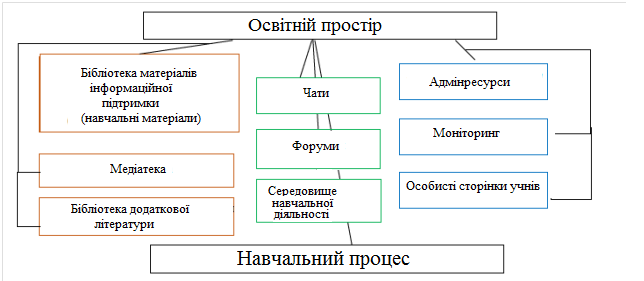 Освітній простір
Бібліотека матеріалів
інформаційної
підтримки
(навчальні матеріали)
Медіатека
Бібліотека додаткової
літератури
Чати
Форуми
Середовище
навчальної
діяльності
Адмінресурси
Моніторинг
Особисті сторінки учнів
Навчальний процес